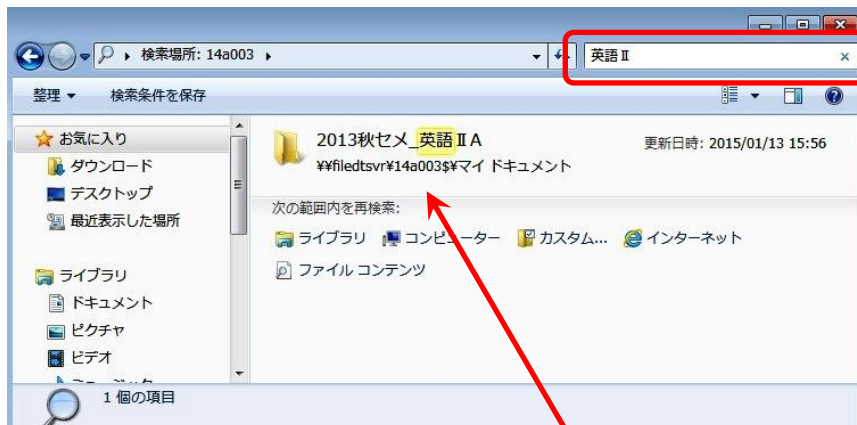 検索場所: 14a003
英語Ⅱ
整理
検索条件を保存
お気に入り
ダウンロード
デスクトップ
最近表示した場所
ライブラリ
ドキュメント
ピクチャ
ビデオ
2013秋セメ_英語ⅡA
更新日時: 2015/01/13 15:56
¥¥filedtsvr¥14a003$¥マイ ドキュメント
次の範囲内を再検索:
ライブラリ
コンピューター
カスタム...
インターネット
ファイル コンテンツ
1 個の項目